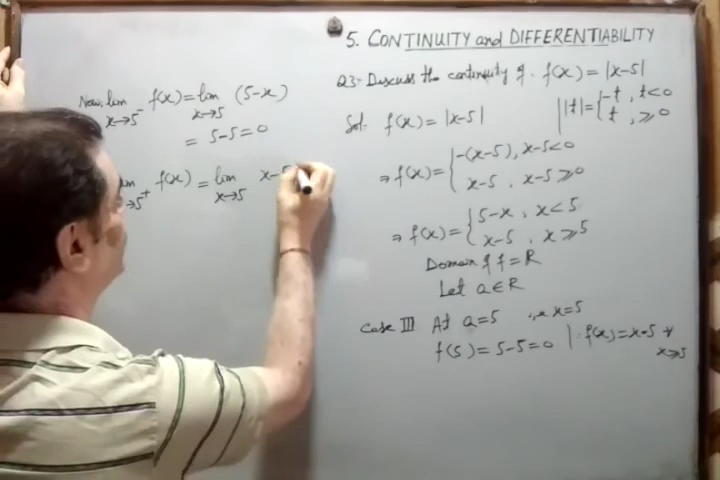 5. CONTINUITY and DIFFERENTIABILITY
Q3- Discuss the continuity of f(x) = |x-5|
Sol. f(x) = |x-5|
|t| = { -t , t<0
t , ≥0
⇒ f(x) = { -(x-5), x-5<0
x-5 , x-5≥0
⇒ f(x) = { 5-x , x<5
x-5 , x≥5
Domain of f = R
Let a∈R
Case III At a=5 i.e x=5
f(5) = 5-5=0 | ∵ f(x)=x-5 ∀
x≥5
Now, lim f(x) = lim (5-x)
x→5⁻ x→5
= 5-5=0
f(x) = lim x-5
→5⁺ x→5